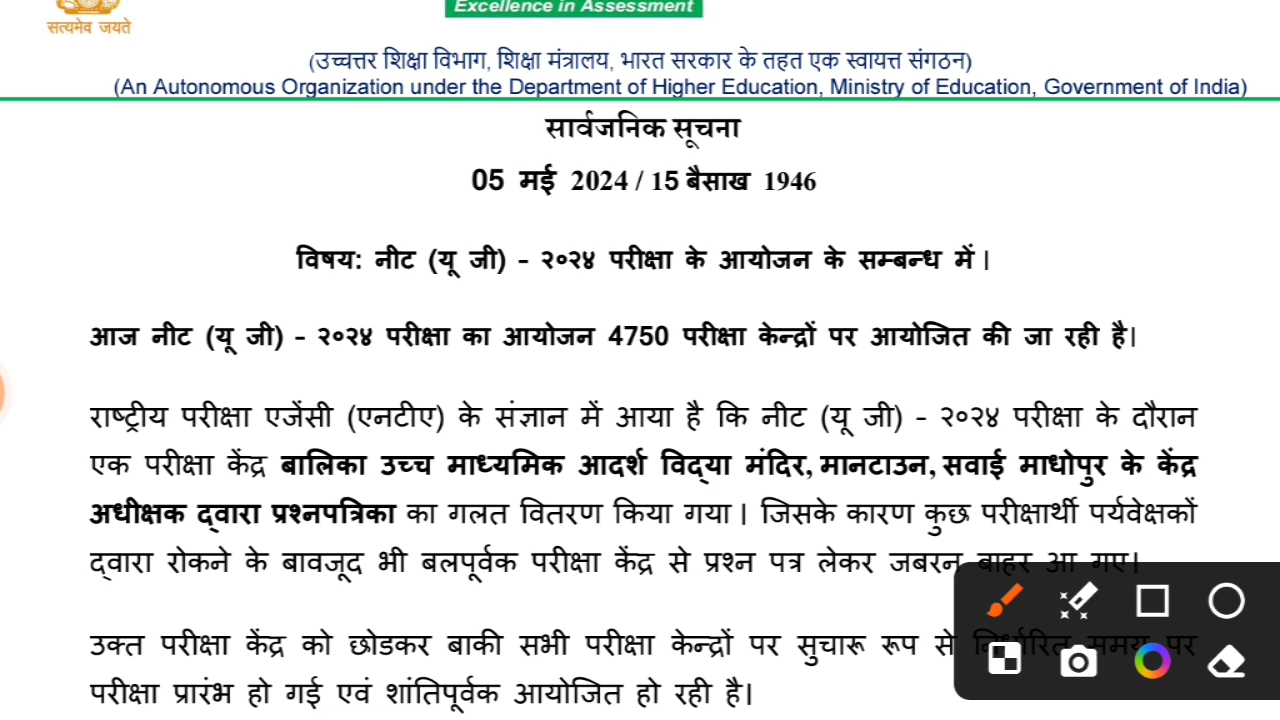 सत्यमेव जयते
Excellence in Assessment
(उच्चत्तर शिक्षा विभाग, शिक्षा मंत्रालय, भारत सरकार के तहत एक स्वायत्त संगठन)
(An Autonomous Organization under the Department of Higher Education, Ministry of Education, Government of India)
सार्वजनिक सूचना
05 मई 2024 / 15 बैसाख 1946
विषय: नीट (यू जी) - २०२४ परीक्षा के आयोजन के सम्बन्ध में।
आज नीट (यू जी) - २०२४ परीक्षा का आयोजन 4750 परीक्षा केन्द्रों पर आयोजित की जा रही है।
राष्ट्रीय परीक्षा एजेंसी (एनटीए) के संज्ञान में आया है कि नीट (यू जी) - २०२४ परीक्षा के दौरान
एक परीक्षा केंद्र बालिका उच्च माध्यमिक आदर्श विद्या मंदिर, मानटाउन, सवाई माधोपुर के केंद्र
अधीक्षक द्वारा प्रश्नपत्रिका का गलत वितरण किया गया। जिसके कारण कुछ परीक्षार्थी पर्यवेक्षकों
द्वारा रोकने के बावजूद भी बलपूर्वक परीक्षा केंद्र से प्रश्न पत्र लेकर जबरन बाहर आ गए।
उक्त परीक्षा केंद्र को छोडकर बाकी सभी परीक्षा केन्द्रों पर सुचारू रूप से निर्धारित समय पर
परीक्षा प्रारंभ हो गई एवं शांतिपूर्वक आयोजित हो रही है।